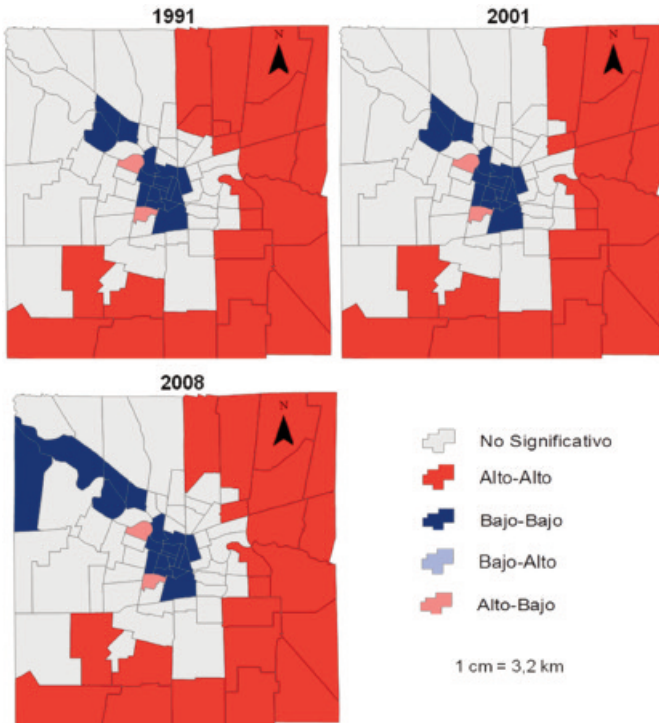 1991
N
2001
N
2008
N
No Significativo
Alto-Alto
Bajo-Bajo
Bajo-Alto
Alto-Bajo
1 cm = 3,2 km